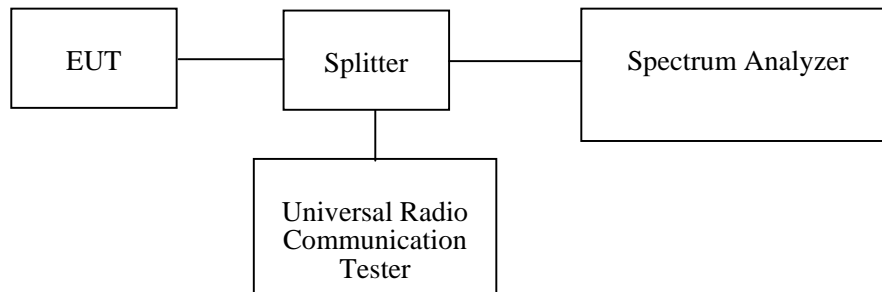 EUT
Splitter
Spectrum Analyzer
Universal Radio
Communication
Tester